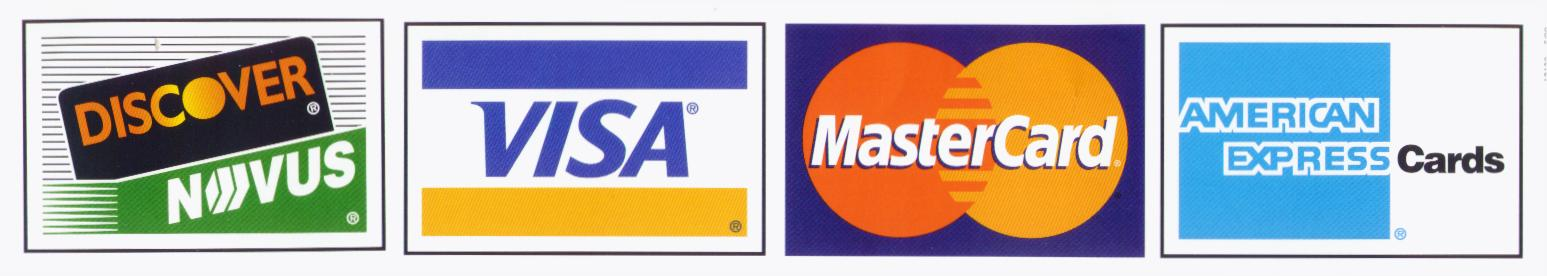 DISCOVER®
NOVUS®
VISA®
®
MasterCard®
AMERICAN
EXPRESS Cards
®